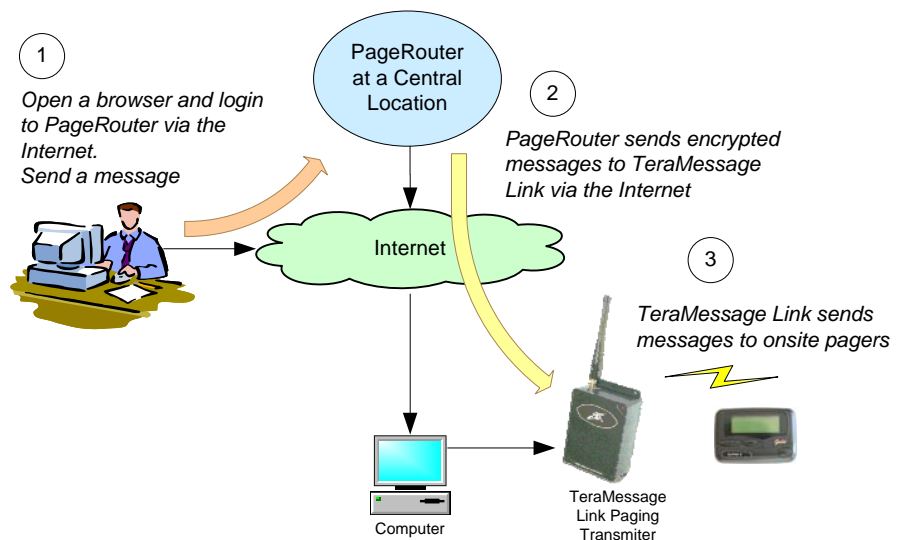 1
Open a browser and login
to PageRouter via the
Internet.
Send a message
PageRouter
at a Central
Location
2
PageRouter sends encrypted
messages to TeraMessage
Link via the Internet
Internet
3
TeraMessage Link sends
messages to onsite pagers
Computer
TeraMessage
Link Paging
Transmiter